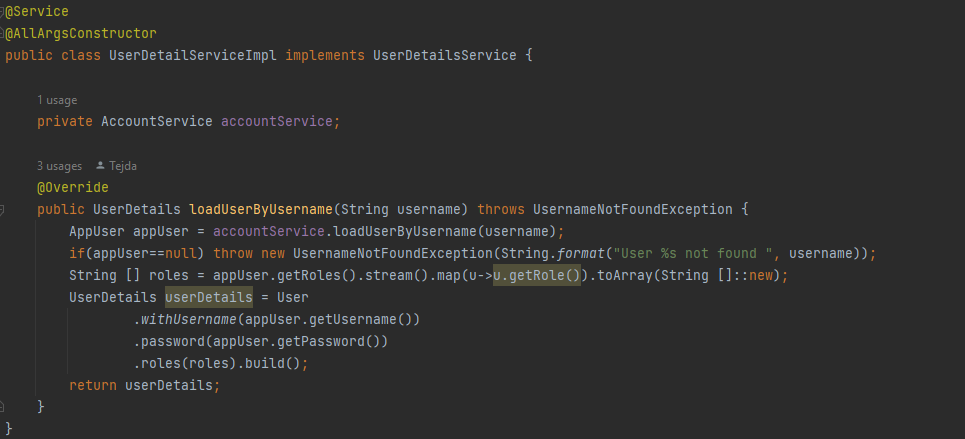 @Service
@AllArgsConstructor
public class UserDetailServiceImpl implements UserDetailsService {
1 usage
private AccountService accountService;
3 usages Tejda
@Override
public UserDetails loadUserByUsername(String username) throws UsernameNotFoundException {
AppUser appUser = accountService.loadUserByUsername(username);
if(appUser==null) throw new UsernameNotFoundException(String.format("User %s not found ", username));
String [] roles = appUser.getRoles().stream().map(u->u.getRole()).toArray(String []::new);
UserDetails userDetails = User
.withUsername(appUser.getUsername())
.password(appUser.getPassword())
.roles(roles).build();
return userDetails;
}
}